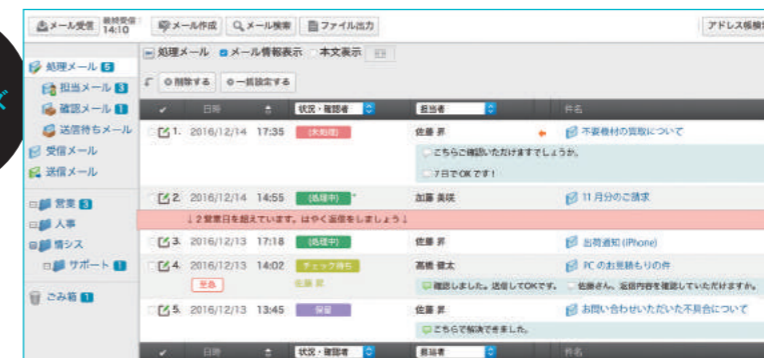 メール受信 最終受信 14:10 メール作成 メール検索 ファイル出力 アドレス帳検
ズ
処理メール メール情報表示 本文表示
削除する 一括設定する
処理メール 5
担当メール 3
確認メール 1
送信待ちメール
受信メール
送信メール
営業 3
人事
情シス
サポート 1
ごみ箱 1
日時 状況・確認者 担当者 件名
1. 2016/12/14 17:35 (未処理) 佐藤 昇 不要機材の買取について
こちらご確認いただけますでしょうか。
7日でOKです!
2. 2016/12/14 14:55 (処理中) 加藤 美咲 11月分のご請求
↓2営業日を超えています。はやく返信をしましょう↓
3. 2016/12/13 17:18 (処理中) 佐藤 昇 出荷通知(iPhone)
4. 2016/12/13 14:02 チェック待ち 高橋 健太 PCのお見積もりの件
至急 佐藤 昇 確認しました。送信してOKです。 佐藤さん、返信内容を確認していただけますか。
5. 2016/12/13 13:45 保留 佐藤 昇 お問い合わせいただいた不具合について
こちらで解決できました。
日時 状況・確認者 担当者 件名